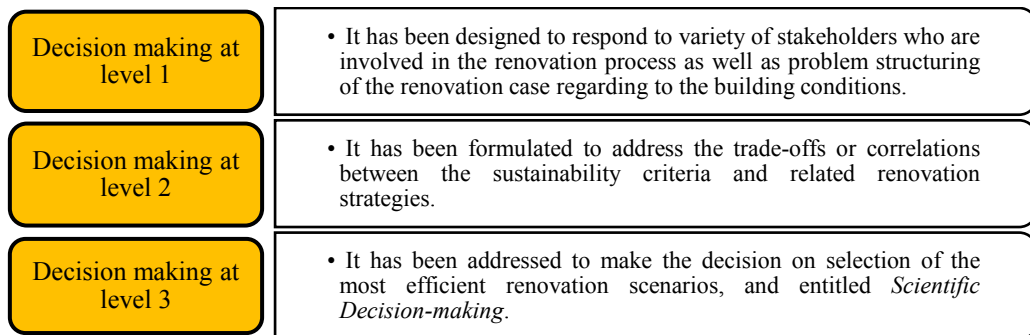 Decision making at
level 1
• It has been designed to respond to variety of stakeholders who are
involved in the renovation process as well as problem structuring
of the renovation case regarding to the building conditions.
Decision making at
level 2
• It has been formulated to address the trade-offs or correlations
between the sustainability criteria and related renovation
strategies.
Decision making at
level 3
• It has been addressed to make the decision on selection of the
most efficient renovation scenarios, and entitled Scientific
Decision-making.